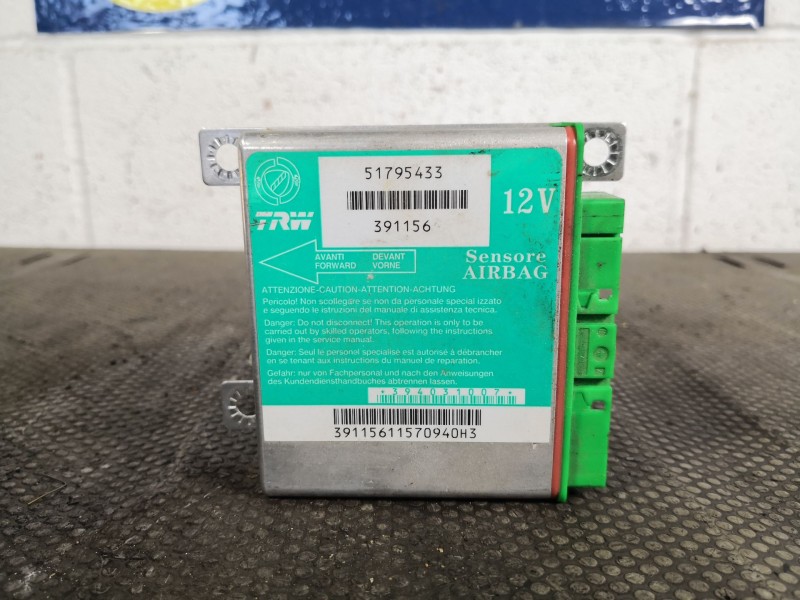 51795433
391156
12V
TRW
AVANTI DEVANT
FORWARD VORNE
Sensore
AIRBAG
ATTENZIONE-CAUTION-ATTENTION-ACHTUNG
Pericolo! Non scollegare se non da personale special izzato
e seguendo le istruzioni del manuale di assistenza tecnica.
Danger: Do not disconnect! This operation is only to be
carried out by skilled operators, following the instructions
given in the service manual.
Danger: Seul le personil specialisé est autorisé à débrancher
en se tenant aux instructions du manuel de reparation.
Gefahr: nur von Fachpersonal und nach den Anweisungen
des Kundendiensthandbuches abtrennen lassen.
*394031007*
39115611570940H3